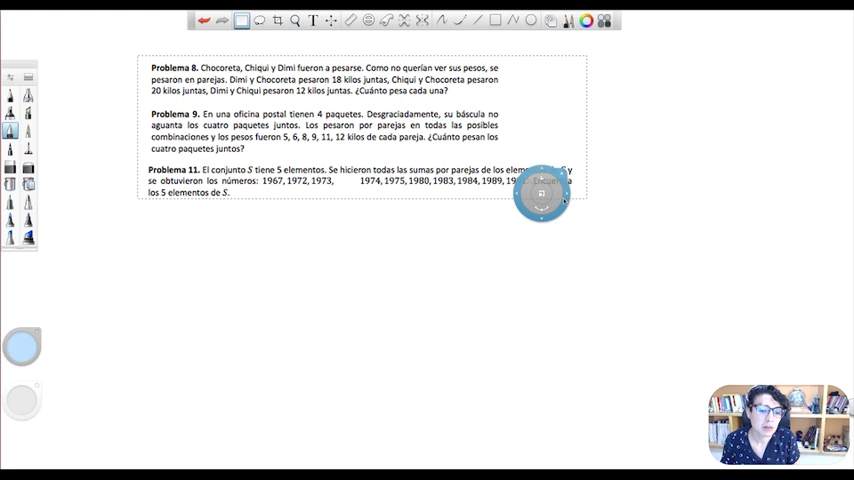 Problema 8. Chocoreta, Chiqui y Dimi fueron a pesarse. Como no querían ver sus pesos, se
pesaron en parejas. Dimi y Chocoreta pesaron 18 kilos juntas, Chiqui y Chocoreta pesaron
20 kilos juntas, Dimi y Chiqui pesaron 12 kilos juntas. ¿Cuánto pesa cada una?
Problema 9. En una oficina postal tienen 4 paquetes. Desgraciadamente, su báscula no
aguanta los cuatro paquetes juntos. Los pesaron por parejas en todas las posibles
combinaciones y los pesos fueron 5, 6, 8, 9, 11, 12 kilos de cada pareja. ¿Cuánto pesan los
cuatro paquetes juntos?
Problema 11. El conjunto S tiene 5 elementos. Se hicieron todas las sumas por parejas de los y
se obtuvieron los números: 1967, 1972, 1973, 1974, 1975, 1980, 1983, 1984, 1989,
los 5 elementos de S.